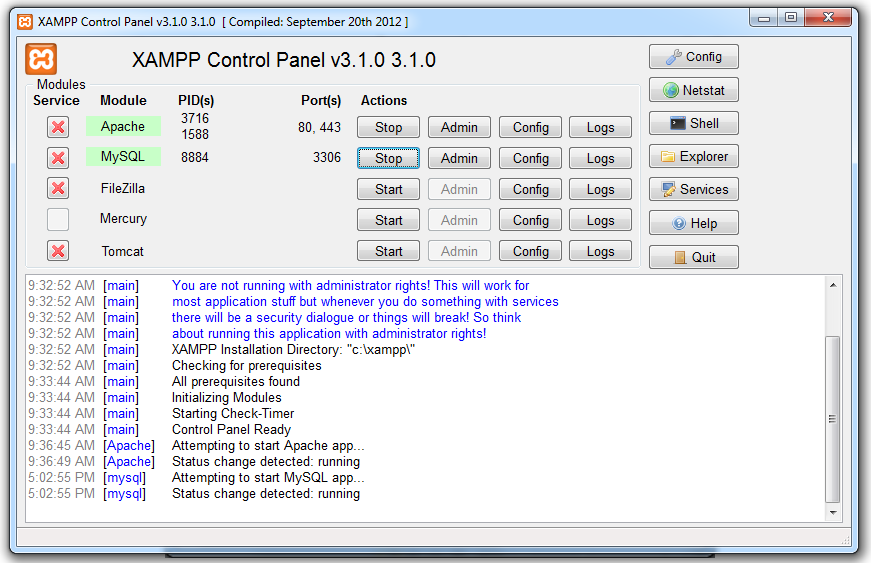 XAMPP Control Panel v3.1.0 3.1.0 [ Compiled: September 20th 2012 ]
XAMPP Control Panel v3.1.0 3.1.0
Config
Modules
Service Module PID(s) Port(s) Actions
Netstat
Apache 3716 1588 80, 443 Stop Admin Config Logs
Shell
MySQL 8884 3306 Stop Admin Config Logs
Explorer
FileZilla Start Admin Config Logs
Services
Mercury Start Admin Config Logs
Help
Tomcat Start Admin Config Logs
Quit
9:32:52 AM [main] You are not running with administrator rights! This will work for
9:32:52 AM [main] most application stuff but whenever you do something with services
9:32:52 AM [main] there will be a security dialogue or things will break! So think
9:32:52 AM [main] about running this application with administrator rights!
9:32:52 AM [main] XAMPP Installation Directory: "c:\xampp\"
9:32:52 AM [main] Checking for prerequisites
9:33:44 AM [main] All prerequisites found
9:33:44 AM [main] Initializing Modules
9:33:44 AM [main] Starting Check-Timer
9:33:44 AM [main] Control Panel Ready
9:36:45 AM [Apache] Attempting to start Apache app...
9:36:49 AM [Apache] Status change detected: running
5:02:55 PM [mysql] Attempting to start MySQL app...
5:02:55 PM [mysql] Status change detected: running